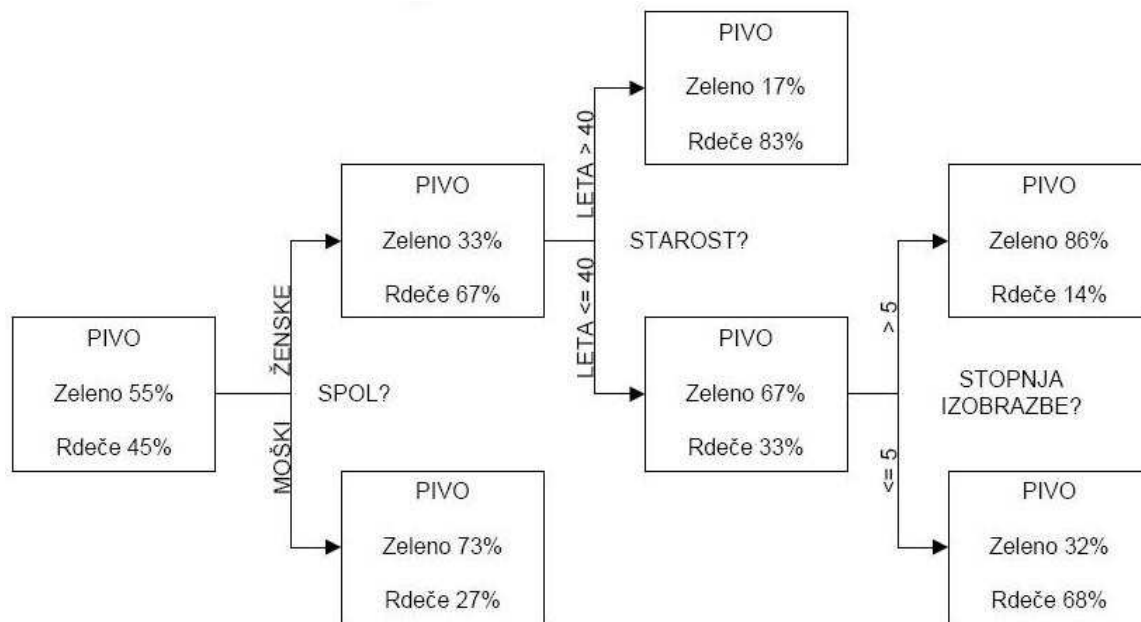 PIVO
Zeleno 55%
Rdeče 45%
SPOL?
ŽENSKE
MOŠKI
PIVO
Zeleno 33%
Rdeče 67%
PIVO
Zeleno 73%
Rdeče 27%
STAROST?
LETA > 40
LETA <= 40
PIVO
Zeleno 17%
Rdeče 83%
PIVO
Zeleno 67%
Rdeče 33%
STOPNJA
IZOBRAZBE?
> 5
<= 5
PIVO
Zeleno 86%
Rdeče 14%
PIVO
Zeleno 32%
Rdeče 68%